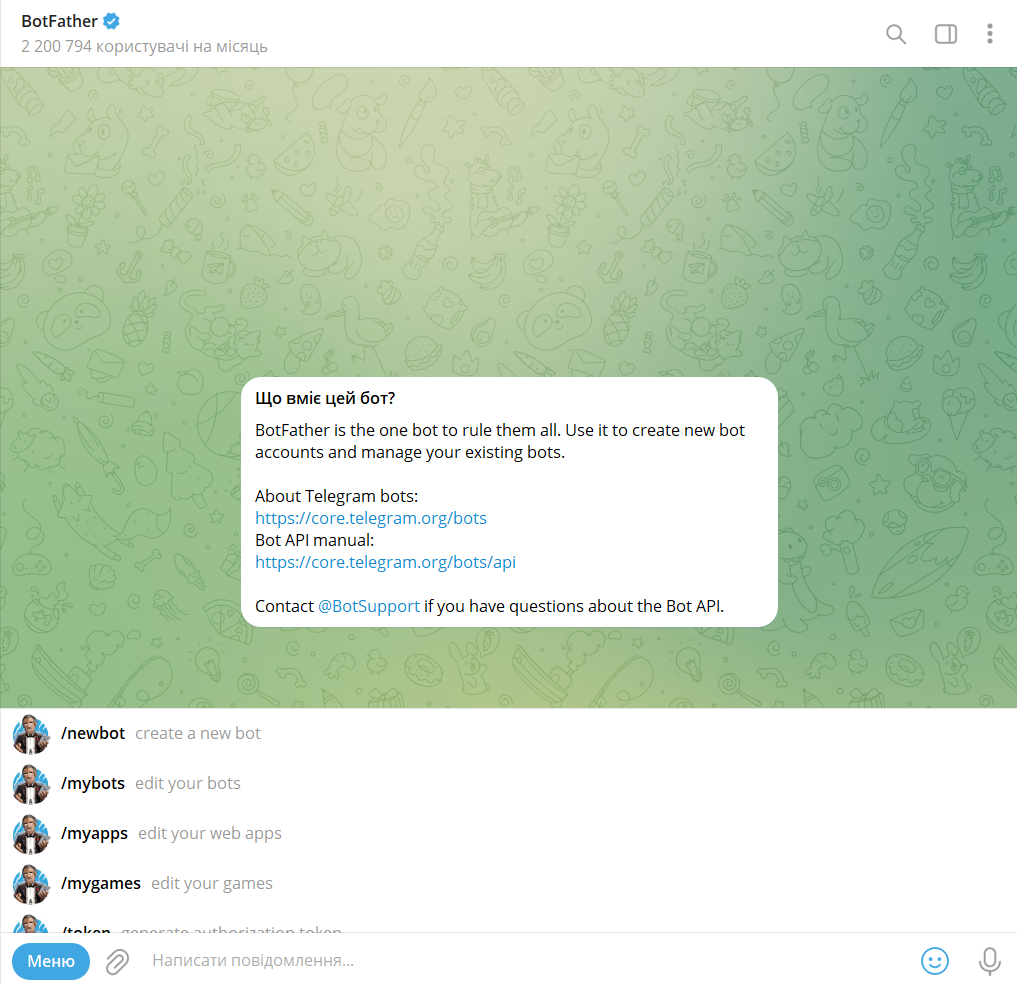 BotFather
2 200 794 користувачі на місяць
Що вміє цей бот?
BotFather is the one bot to rule them all. Use it to create new bot
accounts and manage your existing bots.
About Telegram bots:
https://core.telegram.org/bots
Bot API manual:
https://core.telegram.org/bots/api
Contact @BotSupport if you have questions about the Bot API.
/newbot create a new bot
/mybots edit your bots
/myapps edit your web apps
/mygames edit your games
/token generate authorization token
Меню
Написати повідомлення...